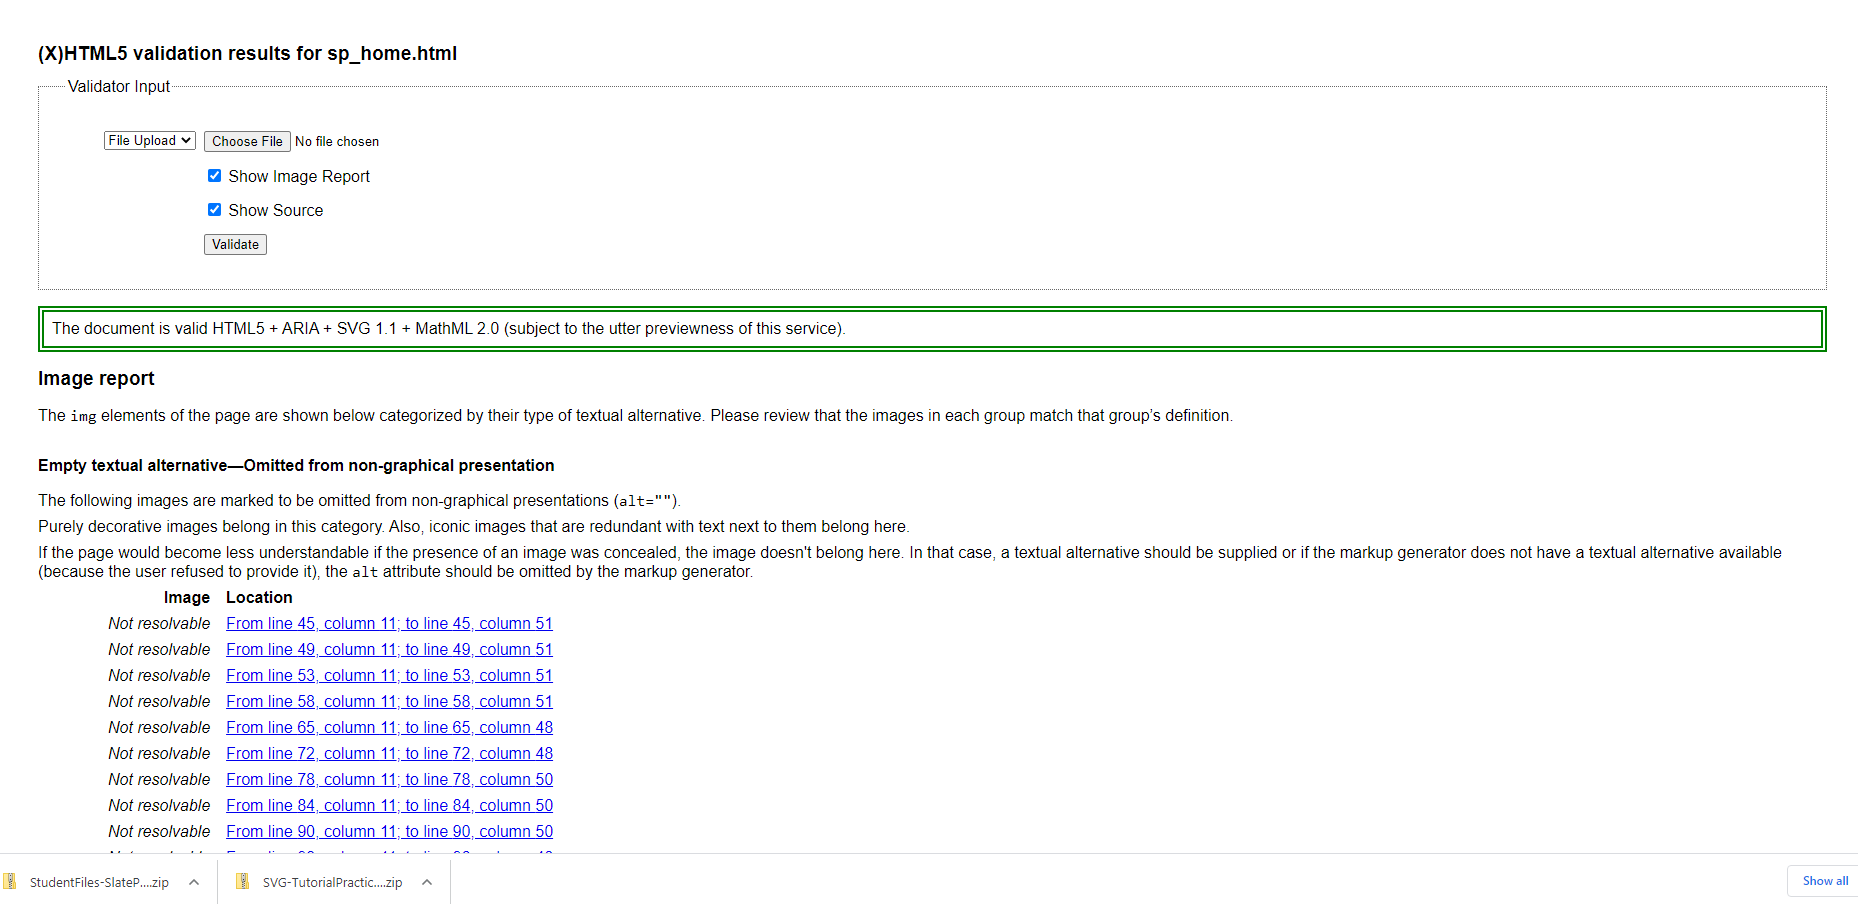 (X)HTML5 validation results for sp_home.html
Validator Input
File Upload Choose File No file chosen
Show Image Report
Show Source
Validate
The document is valid HTML5 + ARIA + SVG 1.1 + MathML 2.0 (subject to the utter previewness of this service).
Image report
The img elements of the page are shown below categorized by their type of textual alternative. Please review that the images in each group match that group’s definition.
Empty textual alternative—Omitted from non-graphical presentation
The following images are marked to be omitted from non-graphical presentations (alt="").
Purely decorative images belong in this category. Also, iconic images that are redundant with text next to them belong here.
If the page would become less understandable if the presence of an image was concealed, the image doesn't belong here. In that case, a textual alternative should be supplied or if the markup generator does not have a textual alternative available
(because the user refused to provide it), the alt attribute should be omitted by the markup generator.
Image Location
Not resolvable From line 45, column 11; to line 45, column 51
Not resolvable From line 49, column 11; to line 49, column 51
Not resolvable From line 53, column 11; to line 53, column 51
Not resolvable From line 58, column 11; to line 58, column 51
Not resolvable From line 65, column 11; to line 65, column 48
Not resolvable From line 72, column 11; to line 72, column 48
Not resolvable From line 78, column 11; to line 78, column 50
Not resolvable From line 84, column 11; to line 84, column 50
Not resolvable From line 90, column 11; to line 90, column 50
StudentFiles-SlateP....zip SVG-TutorialPractic....zip Show all